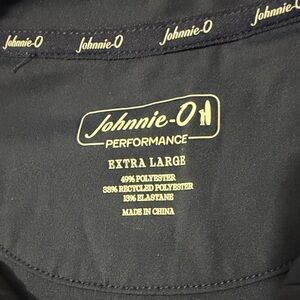 Johnnie-O Johnnie-O Johnnie-O Johnnie-O
Johnnie-O
PERFORMANCE
EXTRA LARGE
49% POLYESTER
38% RECYCLED POLYESTER
13% ELASTANE
MADE IN CHINA